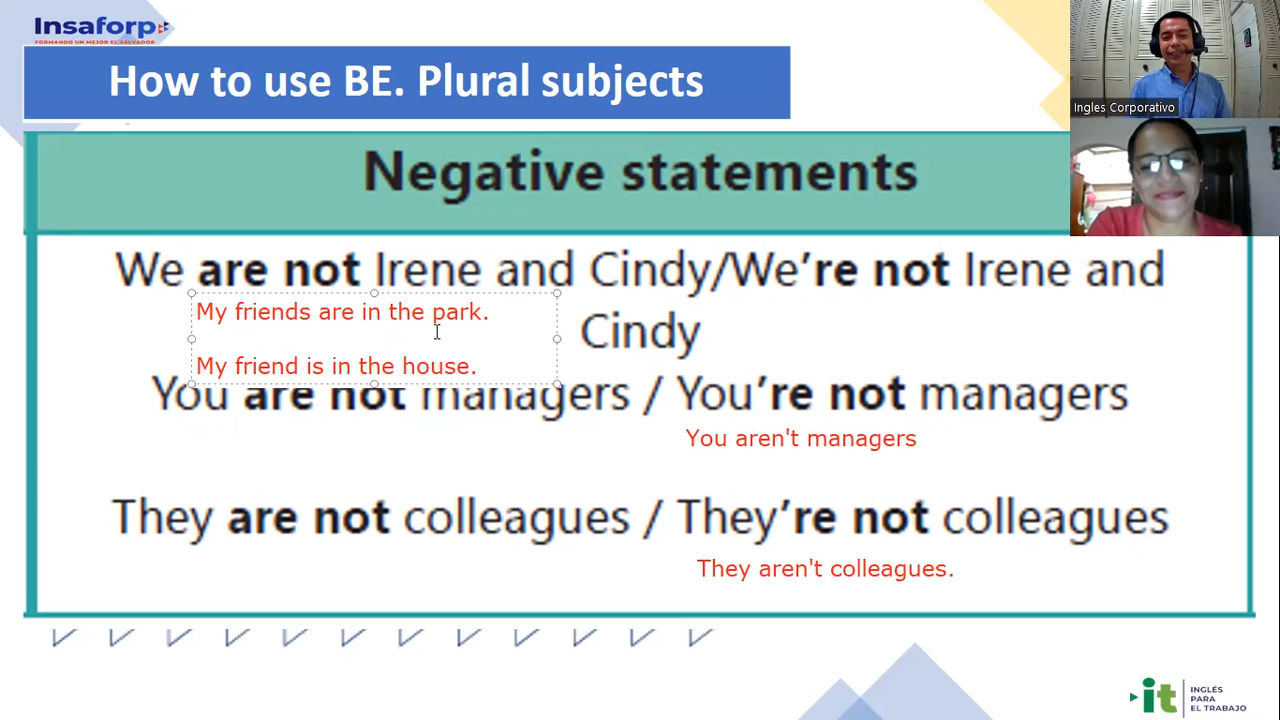 Insaforp
FORMANDO UN MEJOR EL SALVADOR
How to use BE. Plural subjects
Ingles Corporativo
Negative statements
We are not Irene and Cindy/We're not Irene and
Cindy
My friends are in the park.
My friend is in the house.
You are not managers / You're not managers
You aren't managers
They are not colleagues / They're not colleagues
They aren't colleagues.
it
INGLÉS
PARA
EL TRABAJO